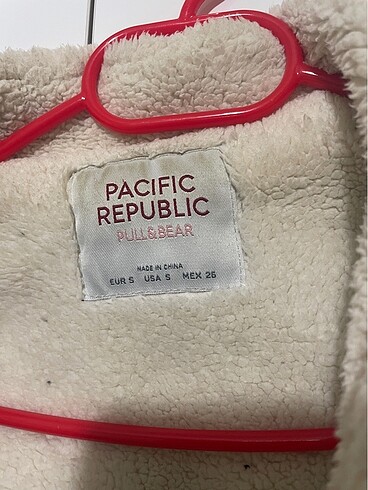 PACIFIC
REPUBLIC
PULL&BEAR
MADE IN CHINA
EUR S USA S MEX 26